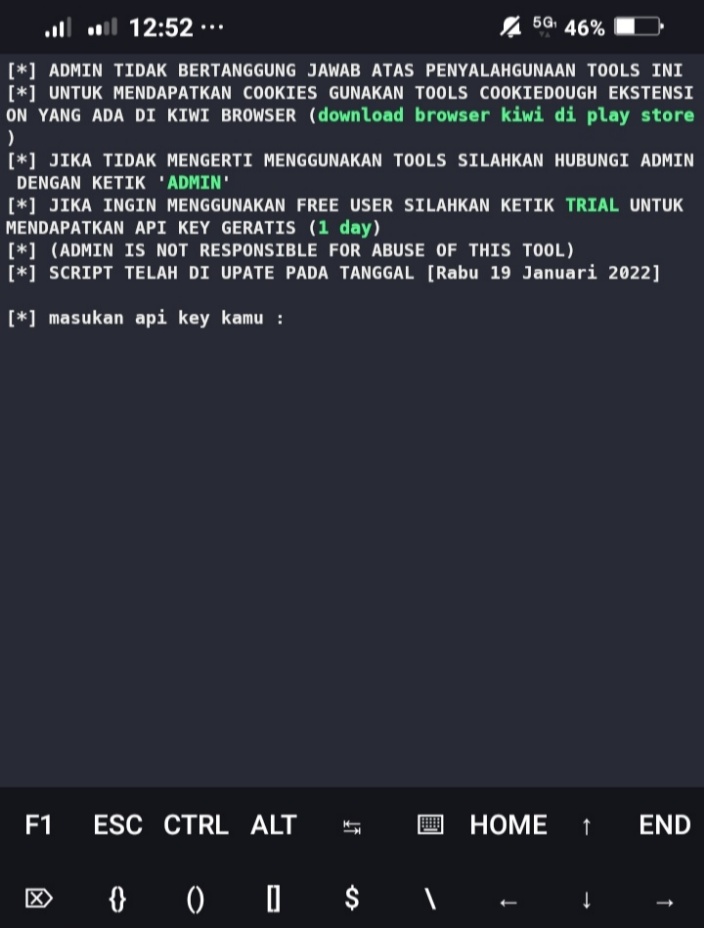 12:52 ... 5G 46%
[*] ADMIN TIDAK BERTANGGUNG JAWAB ATAS PENYALAHGUNAAN TOOLS INI
[*] UNTUK MENDAPATKAN COOKIES GUNAKAN TOOLS COOKIEDOUGH EKSTENSI
ON YANG ADA DI KIWI BROWSER (download browser kiwi di play store
)
[*] JIKA TIDAK MENGERTI MENGGUNAKAN TOOLS SILAHKAN HUBUNGI ADMIN
DENGAN KETIK 'ADMIN'
[*] JIKA INGIN MENGGUNAKAN FREE USER SILAHKAN KETIK TRIAL UNTUK
MENDAPATKAN API KEY GERATIS (1 day)
[*] (ADMIN IS NOT RESPONSIBLE FOR ABUSE OF THIS TOOL)
[*] SCRIPT TELAH DI UPATE PADA TANGGAL [Rabu 19 Januari 2022]
[*] masukan api key kamu :
F1 ESC CTRL ALT ↹ HOME ↑ END
{} () [] $ \ ← ↓ →